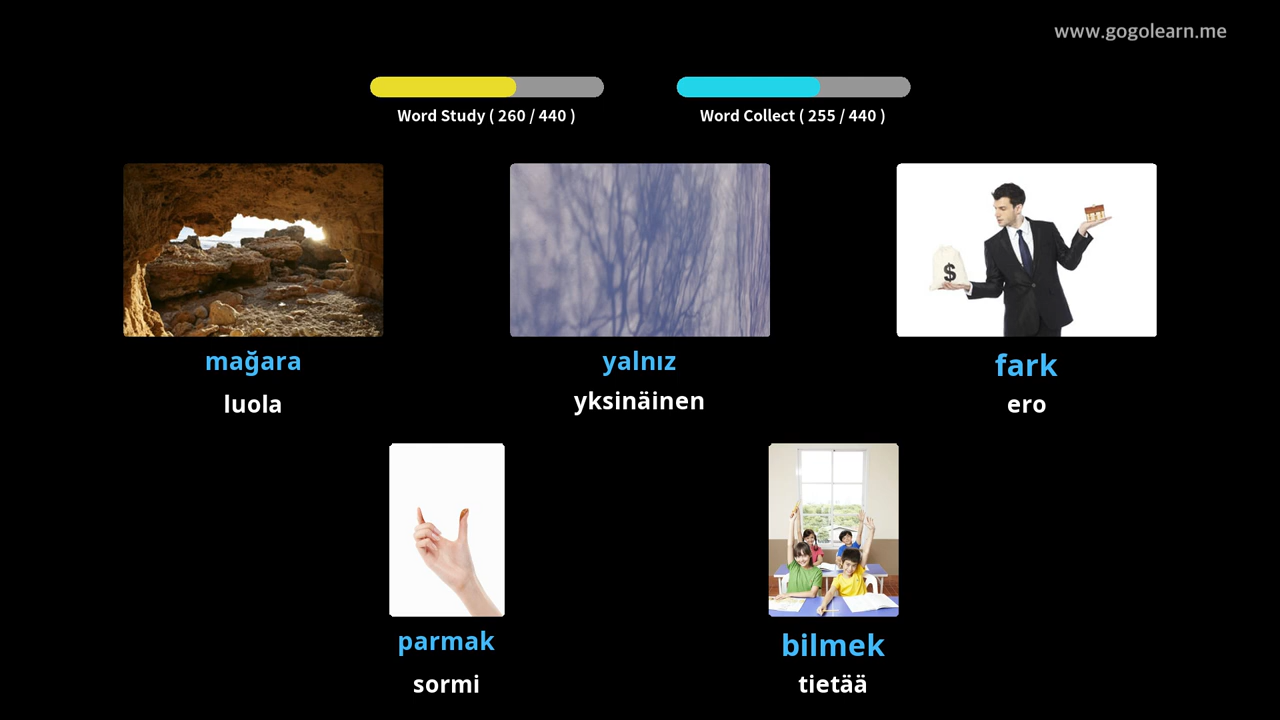 www.gogolearn.me
Word Study ( 260 / 440 )
Word Collect ( 255 / 440 )
mağara
luola
yalnız
yksinäinen
fark
ero
$
parmak
sormi
bilmek
tietää